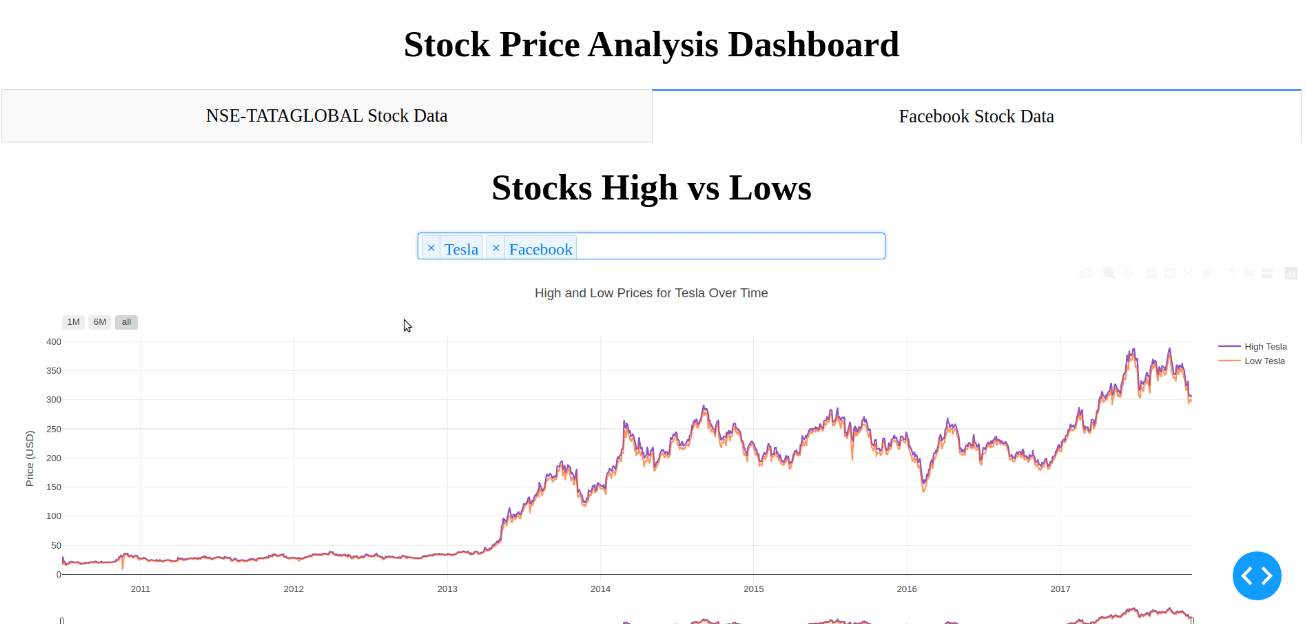 Stock Price Analysis Dashboard
NSE-TATAGLOBAL Stock Data
Facebook Stock Data
Stocks High vs Lows
× Tesla × Facebook
High and Low Prices for Tesla Over Time
1M 6M all
High Tesla
Low Tesla
Price (USD)
400
350
300
250
200
150
100
50
0
2011 2012 2013 2014 2015 2016 2017